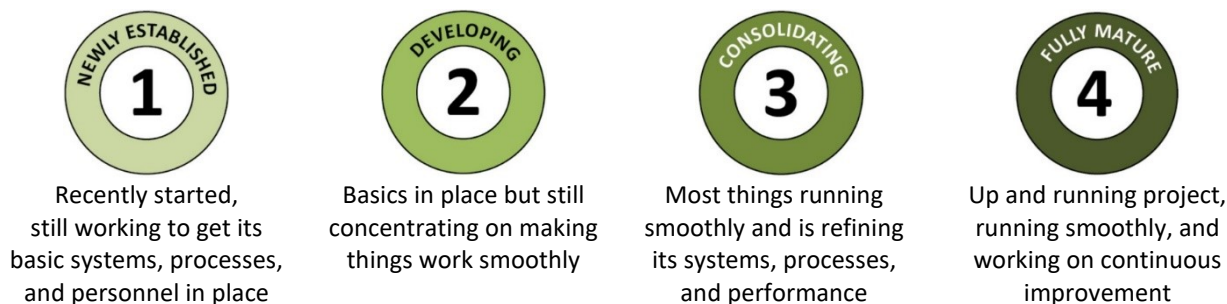 NEWLY ESTABLISHED
1
Recently started,
still working to get its
basic systems, processes,
and personnel in place
DEVELOPING
2
Basics in place but still
concentrating on making
things work smoothly
CONSOLIDATING
3
Most things running
smoothly and is refining
its systems, processes,
and performance
FULLY MATURE
4
Up and running project,
running smoothly, and
working on continuous
improvement